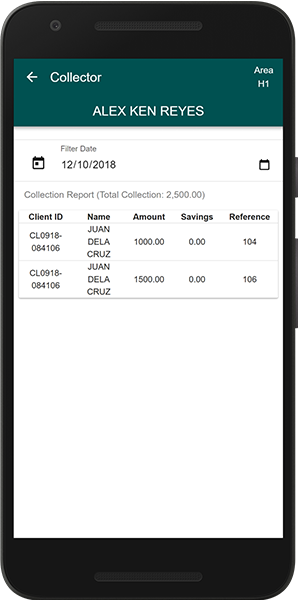 Collector
Area
H1
ALEX KEN REYES
Filter Date
12/10/2018
Collection Report (Total Collection: 2,500.00)
Client ID Name Amount Savings Reference
CL0918-
084106
JUAN
DELA
CRUZ
1000.00 0.00 104
CL0918-
084106
JUAN
DELA
CRUZ
1500.00 0.00 106